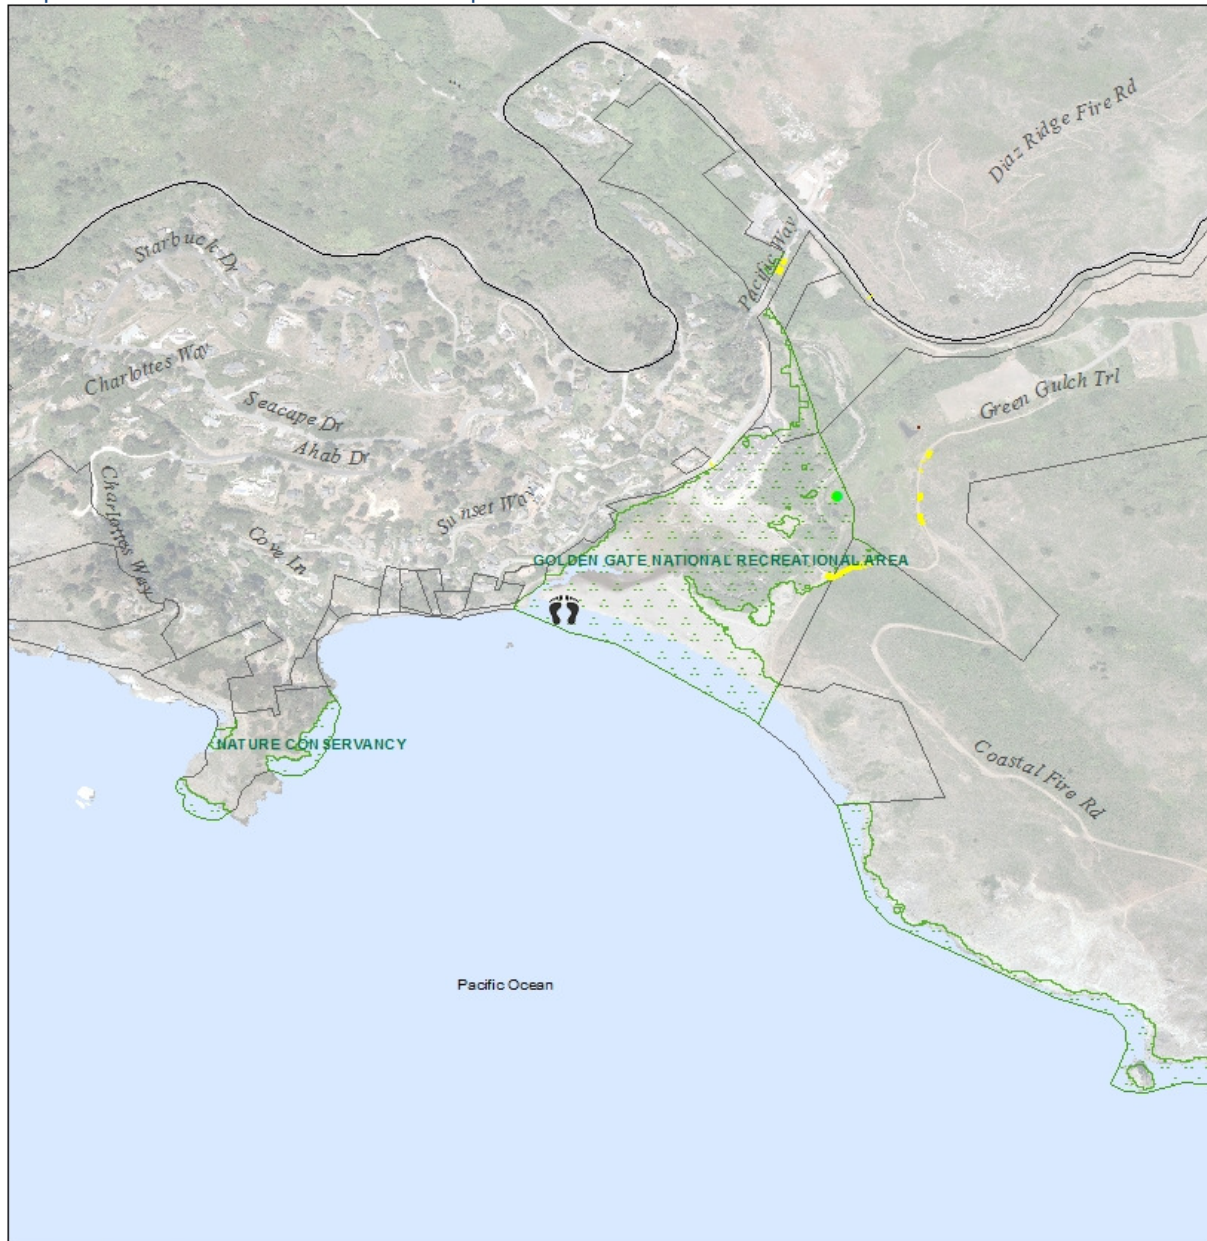 Diaz Ridge Fire Rd
Pacific Way
Starbuck Dr
Charlottes Way
Seacape Dr
Green Gulch Trl
Ahab Dr
Sunset Way
Charlottes Way
Cove ln
GOLDEN GATE NATIONAL RECREATIONAL AREA
NATURE CONSERVANCY
Coastal Fire Rd
Pacific Ocean